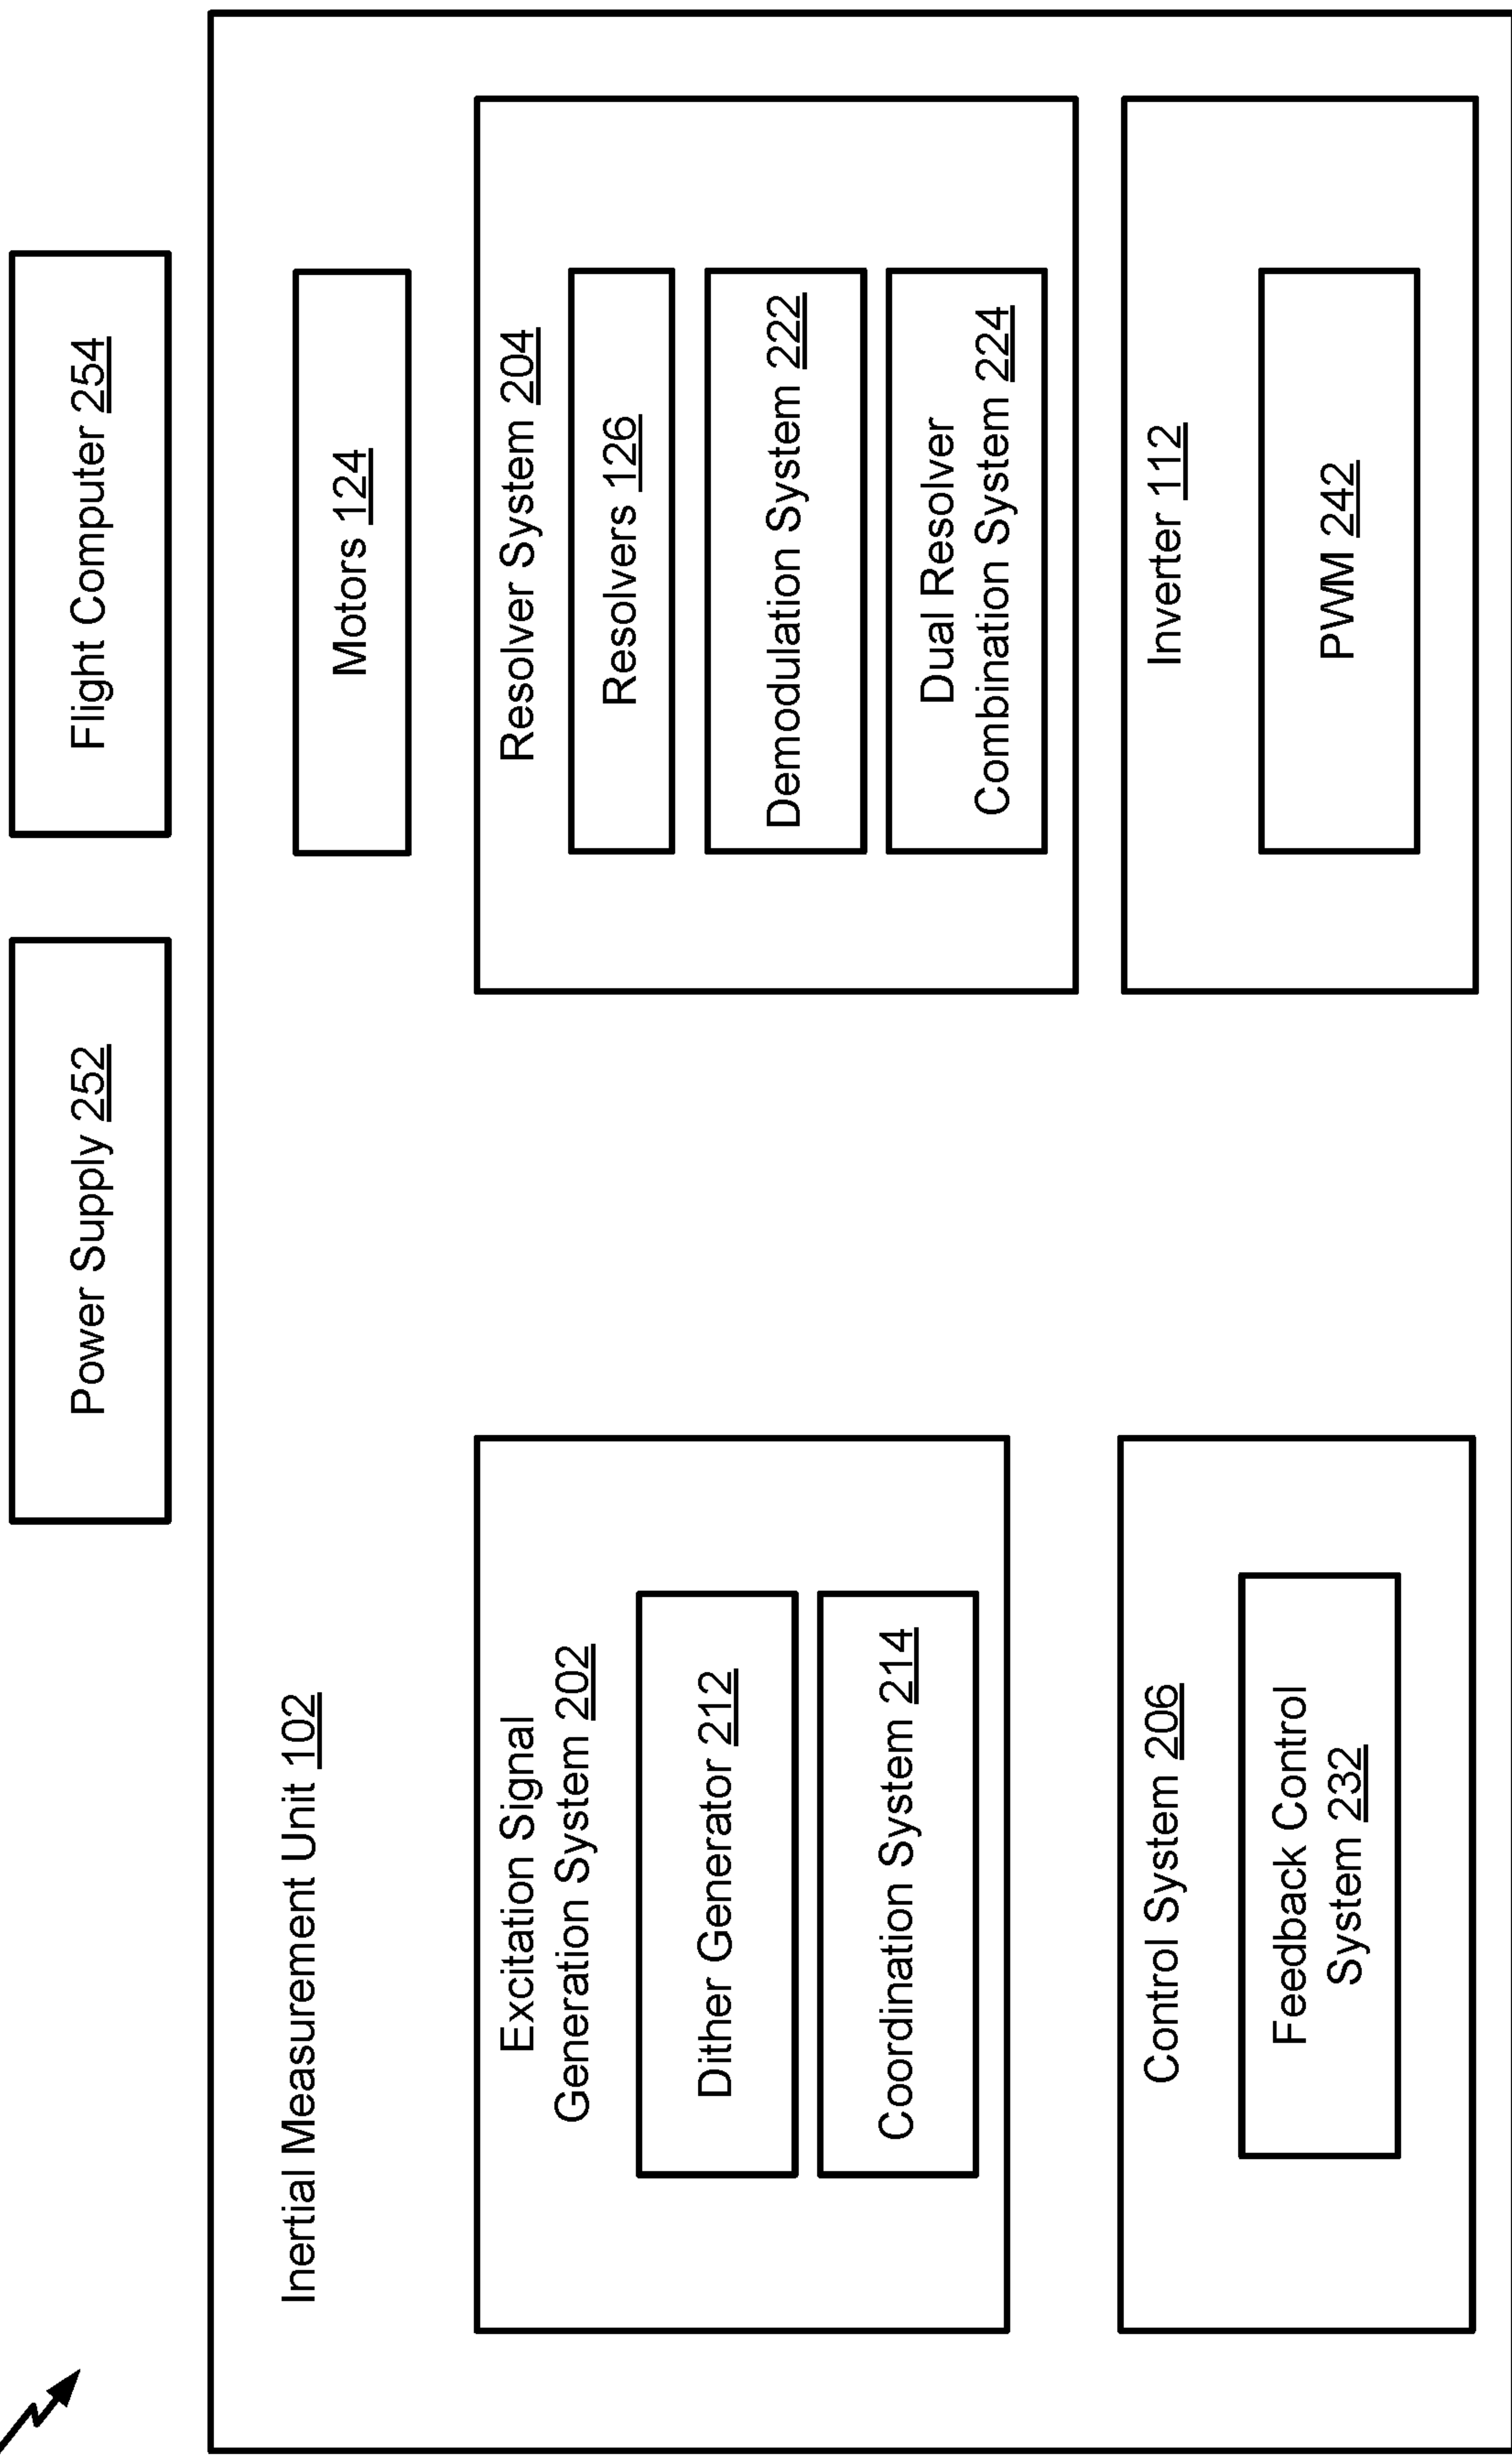 Power Supply 252
Flight Computer 254
Inertial Measurement Unit 102
Motors 124
Excitation Signal
Generation System 202
Dither Generator 212
Coordination System 214
Resolver System 204
Resolvers 126
Demodulation System 222
Dual Resolver
Combination System 224
Control System 206
Feedback Control
System 232
Inverter 112
PWM 242